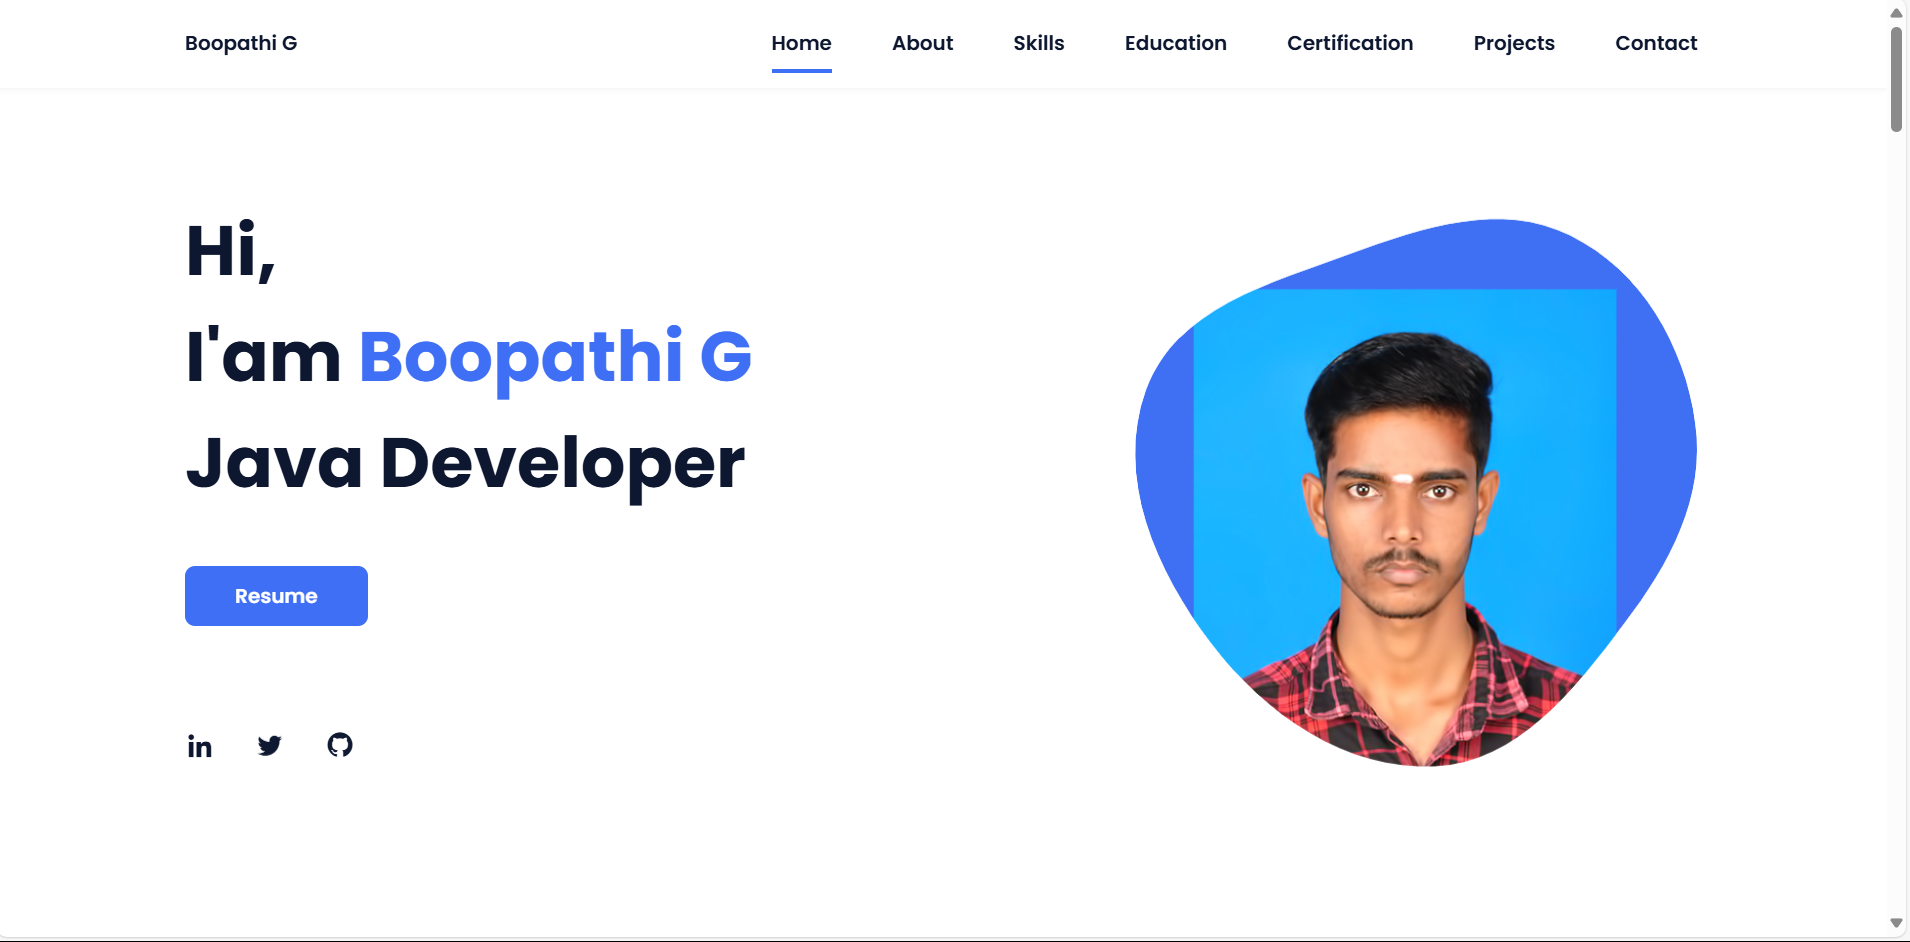 Boopathi G
Home About Skills Education Certification Projects Contact
Hi,
I'am Boopathi G
Java Developer
Resume
in